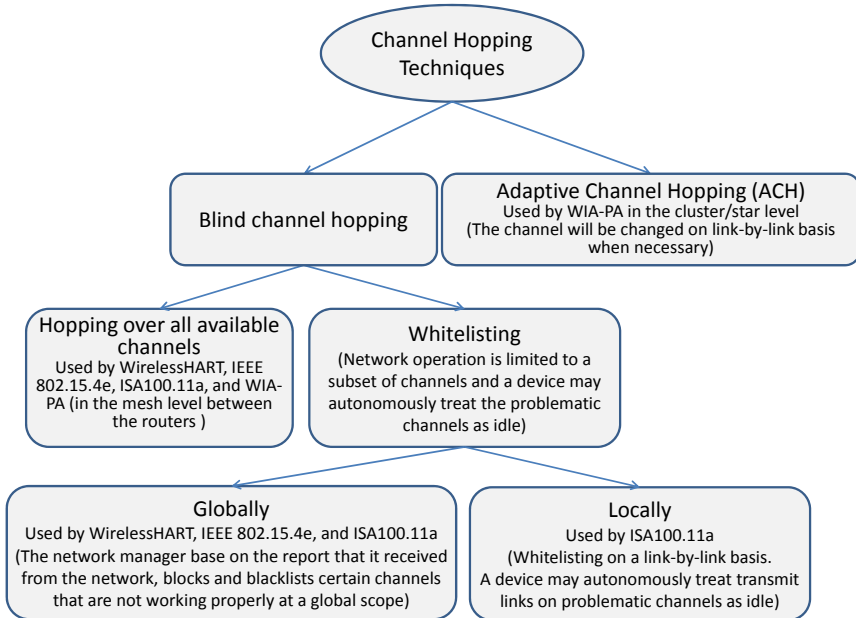 Channel Hopping
Techniques
Blind channel hopping
Adaptive Channel Hopping (ACH)
Used by WIA-PA in the cluster/star level
(The channel will be changed on link-by-link basis
when necessary)
Hopping over all available
channels
Used by WirelessHART, IEEE
802.15.4e, ISA100.11a, and WIA-
PA (in the mesh level between
the routers )
Whitelisting
(Network operation is limited to a
subset of channels and a device may
autonomously treat the problematic
channels as idle)
Globally
Used by WirelessHART, IEEE 802.15.4e, and ISA100.11a
(The network manager base on the report that it received
from the network, blocks and blacklists certain channels
that are not working properly at a global scope)
Locally
Used by ISA100.11a
(Whitelisting on a link-by-link basis.
A device may autonomously treat transmit
links on problematic channels as idle)